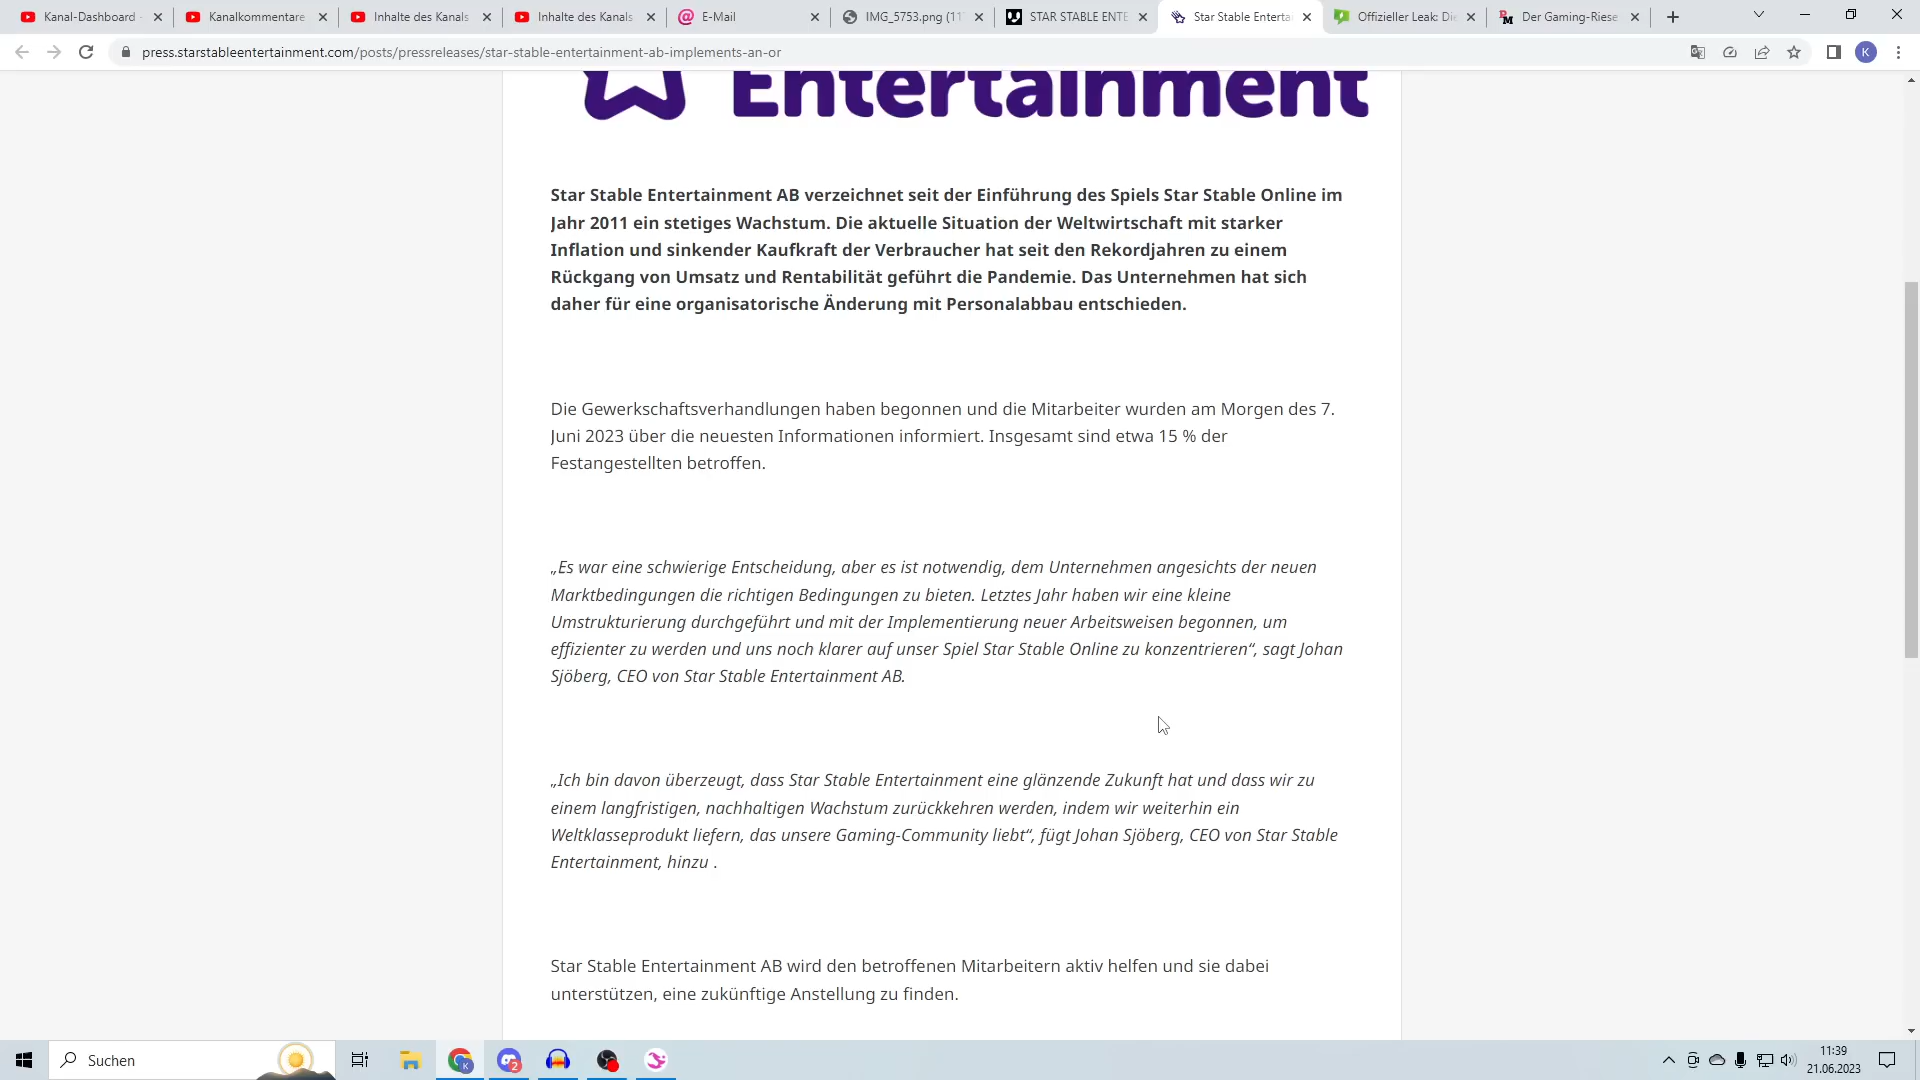 Kanal-Dashboard
Kanalkommentare
Inhalte des Kanals
Inhalte des Kanals
E-Mail
IMG_5753.png (11
STAR STABLE ENTE
Star Stable Enterta
Offizieller Leak: Di
Der Gaming-Riese
press.starstableentertainment.com/posts/pressreleases/star-stable-entertainment-ab-implements-an-or
K
Entertainment
Star Stable Entertainment AB verzeichnet seit der Einführung des Spiels Star Stable Online im
Jahr 2011 ein stetiges Wachstum. Die aktuelle Situation der Weltwirtschaft mit starker
Inflation und sinkender Kaufkraft der Verbraucher hat seit den Rekordjahren zu einem
Rückgang von Umsatz und Rentabilität geführt die Pandemie. Das Unternehmen hat sich
daher für eine organisatorische Änderung mit Personalabbau entschieden.
Die Gewerkschaftsverhandlungen haben begonnen und die Mitarbeiter wurden am Morgen des 7.
Juni 2023 über die neuesten Informationen informiert. Insgesamt sind etwa 15 % der
Festangestellten betroffen.
„Es war eine schwierige Entscheidung, aber es ist notwendig, dem Unternehmen angesichts der neuen
Marktbedingungen die richtigen Bedingungen zu bieten. Letztes Jahr haben wir eine kleine
Umstrukturierung durchgeführt und mit der Implementierung neuer Arbeitsweisen begonnen, um
effizienter zu werden und uns noch klarer auf unser Spiel Star Stable Online zu konzentrieren“, sagt Johan
Sjöberg, CEO von Star Stable Entertainment AB.
„Ich bin davon überzeugt, dass Star Stable Entertainment eine glänzende Zukunft hat und dass wir zu
einem langfristigen, nachhaltigen Wachstum zurückkehren werden, indem wir weiterhin ein
Weltklasseprodukt liefern, das unsere Gaming-Community liebt“, fügt Johan Sjöberg, CEO von Star Stable
Entertainment, hinzu .
Star Stable Entertainment AB wird den betroffenen Mitarbeitern aktiv helfen und sie dabei
unterstützen, eine zukünftige Anstellung zu finden.
Suchen
K
2
11:39
21.06.2023